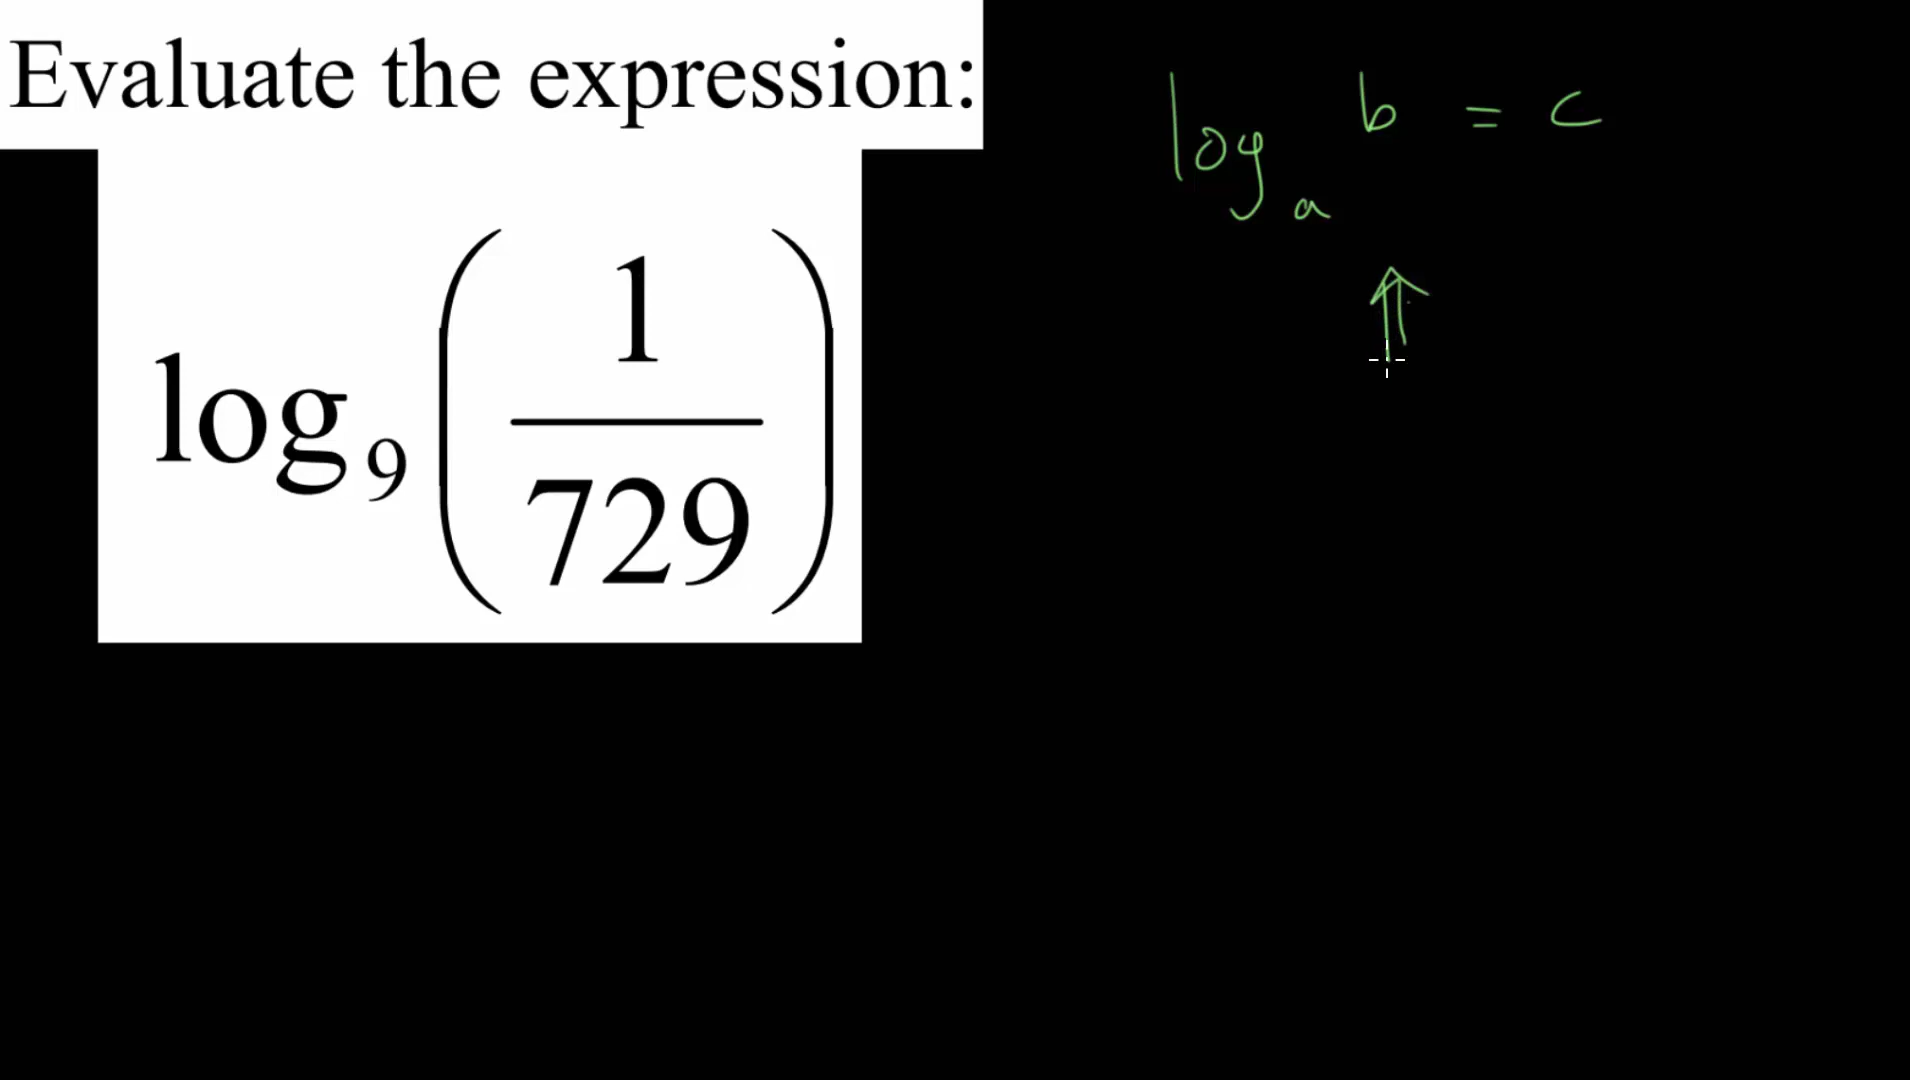 Evaluate the expression:
log₉(1/729)
logₐ b = c
⇑